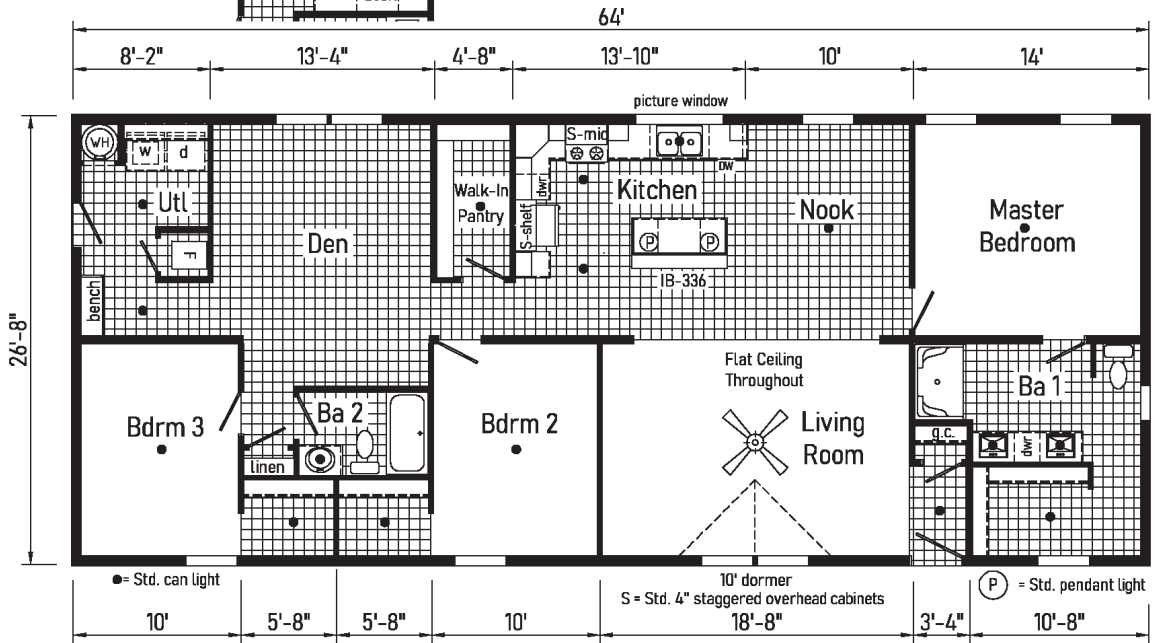 64'
8'-2" 13'-4" 4'-8" 13'-10" 10' 14'
picture window
WH w d
S-mic
DW
Utl
F
bench
Den
Walk-In
Pantry
dwr
S-shelf
Kitchen
P P
IB-336
Nook
Master
Bedroom
26'-8"
Bdrm 3
Ba 2
linen
Bdrm 2
Flat Ceiling
Throughout
Living
Room
Ba 1
g.c.
dwr
= Std. can light
10' dormer
S = Std. 4" staggered overhead cabinets
P = Std. pendant light
10' 5'-8" 5'-8" 10' 18'-8" 3'-4" 10'-8"